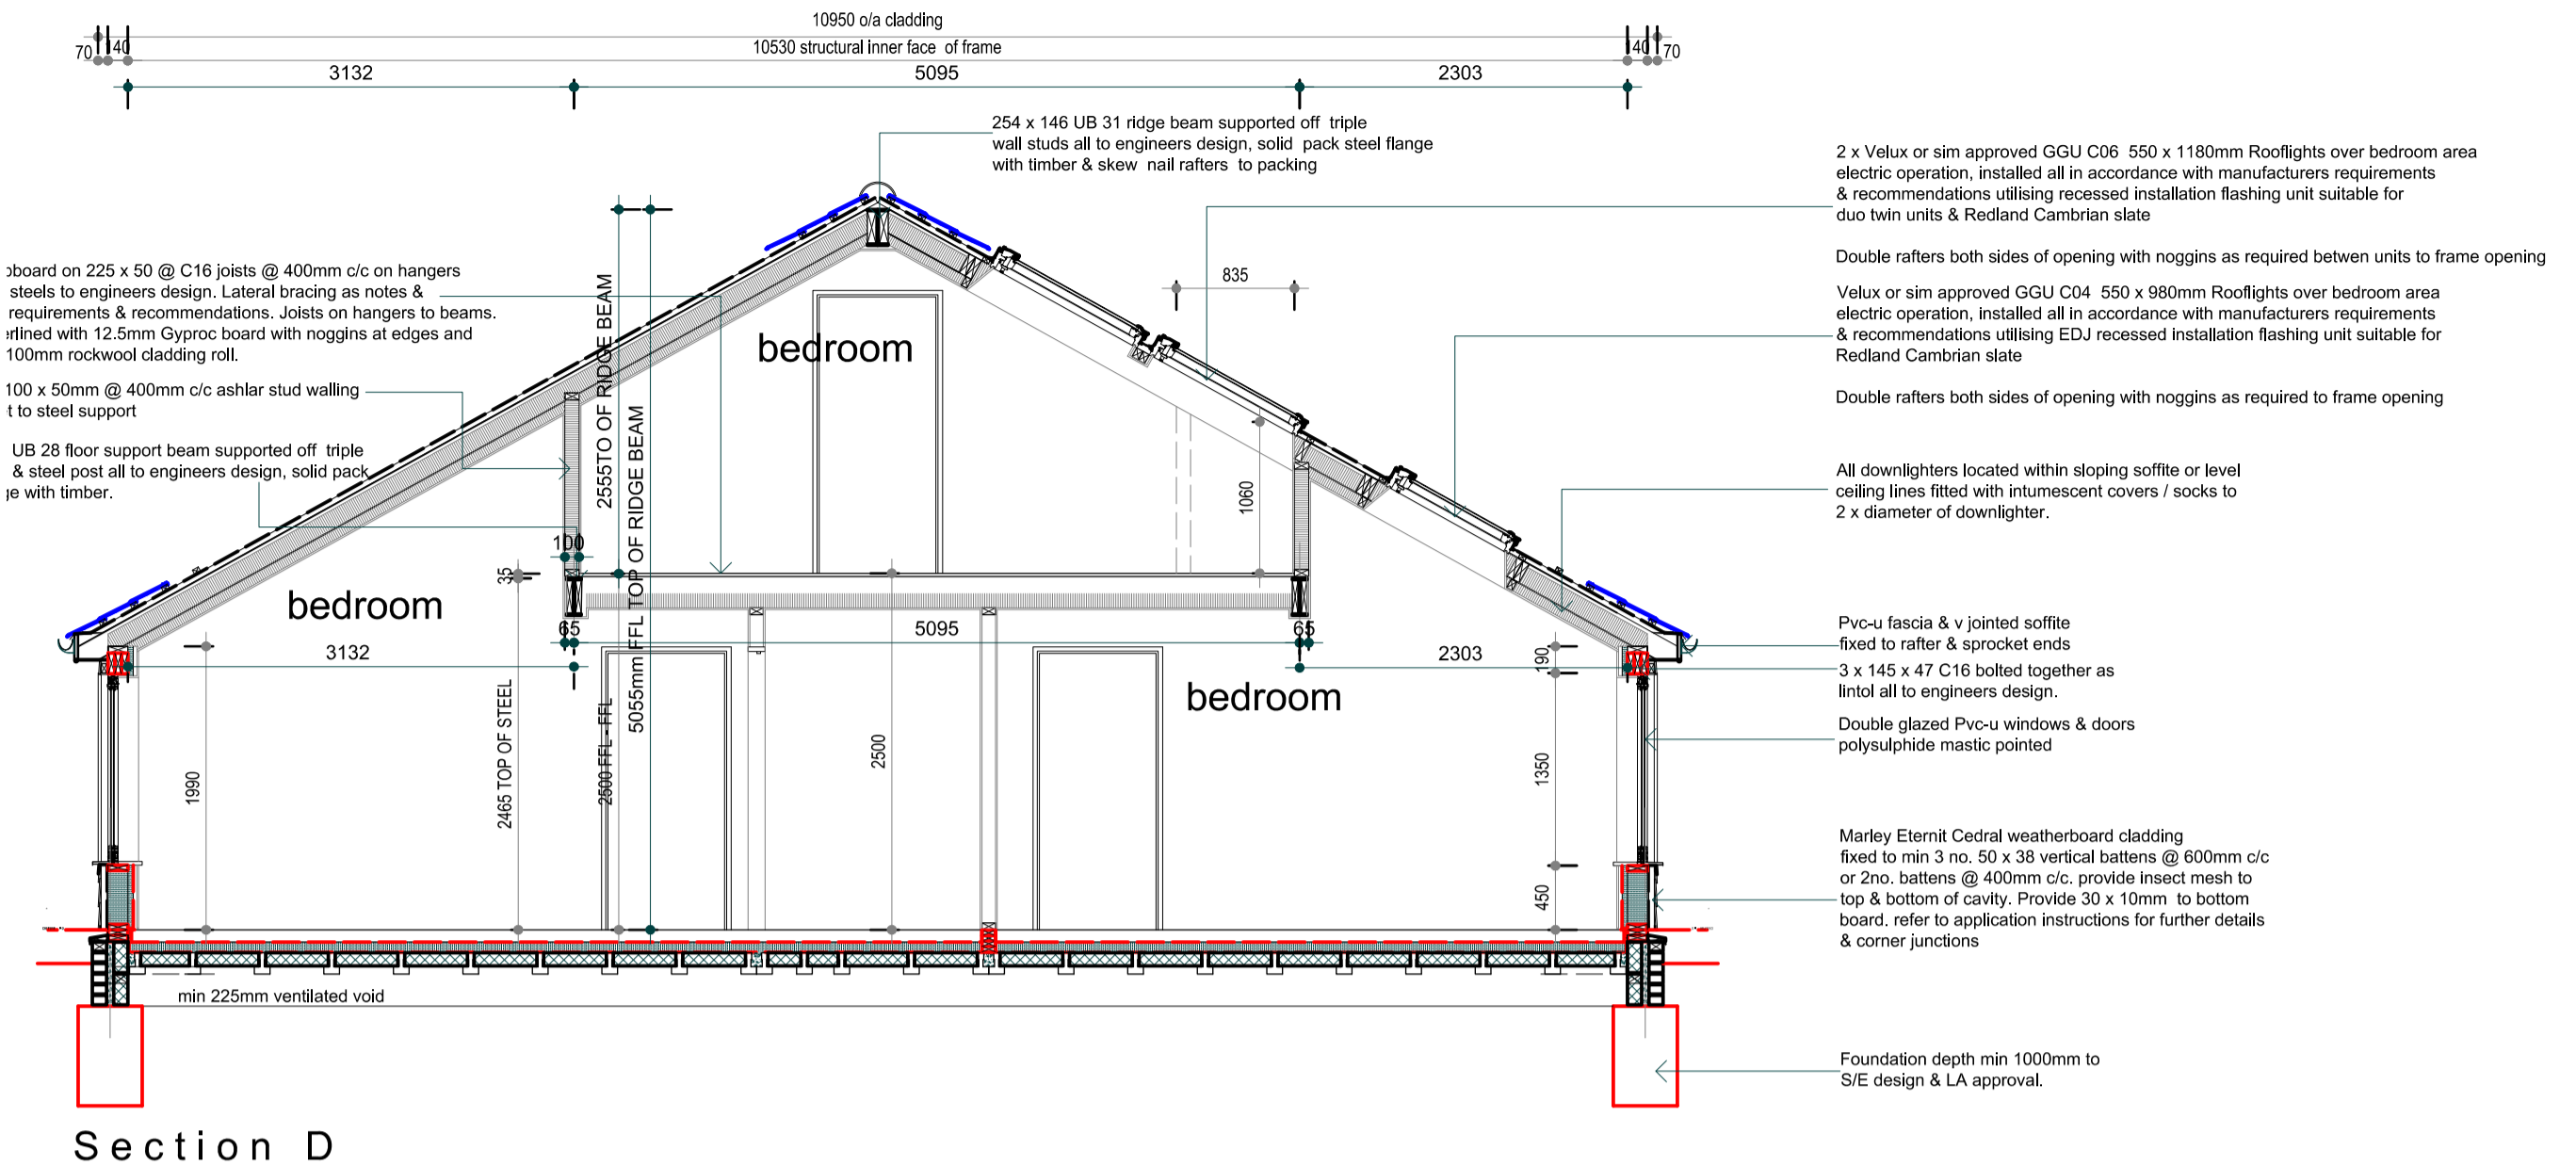 10950 o/a cladding
70
140
10530 structural inner face of frame
140
70
3132
5095
2303
254 x 146 UB 31 ridge beam supported off triple
wall studs all to engineers design, solid pack steel flange
with timber & skew nail rafters to packing
2 x Velux or sim approved GGU C06 550 x 1180mm Rooflights over bedroom area
electric operation, installed all in accordance with manufacturers requirements
& recommendations utilising recessed installation flashing unit suitable for
duo twin units & Redland Cambrian slate
Double rafters both sides of opening with noggins as required betwen units to frame opening
Velux or sim approved GGU C04 550 x 980mm Rooflights over bedroom area
electric operation, installed all in accordance with manufacturers requirements
& recommendations utilising EDJ recessed installation flashing unit suitable for
Redland Cambrian slate
Double rafters both sides of opening with noggins as required to frame opening
All downlighters located within sloping soffite or level
ceiling lines fitted with intumescent covers / socks to
2 x diameter of downlighter.
Pvc-u fascia & v jointed soffite
fixed to rafter & sprocket ends
3 x 145 x 47 C16 bolted together as
lintol all to engineers design.
Double glazed Pvc-u windows & doors
polysulphide mastic pointed
Marley Eternit Cedral weatherboard cladding
fixed to min 3 no. 50 x 38 vertical battens @ 600mm c/c
or 2no. battens @ 400mm c/c. provide insect mesh to
top & bottom of cavity. Provide 30 x 10mm to bottom
board. refer to application instructions for further details
& corner junctions
Foundation depth min 1000mm to
S/E design & LA approval.
board on 225 x 50 @ C16 joists @ 400mm c/c on hangers
steels to engineers design. Lateral bracing as notes &
requirements & recommendations. Joists on hangers to beams.
erlined with 12.5mm Gyproc board with noggins at edges and
100mm rockwool cladding roll.
100 x 50mm @ 400mm c/c ashlar stud walling
t to steel support
UB 28 floor support beam supported off triple
& steel post all to engineers design, solid pack
ge with timber.
bedroom
835
2555TO OF RIDGE BEAM
5055mm FFL TOP OF RIDGE BEAM
1060
100
35
bedroom
65
5095
65
3132
2303
190
bedroom
1990
2465 TOP OF STEEL
2500 FFL - FFL
2500
1350
450
min 225mm ventilated void
Section D